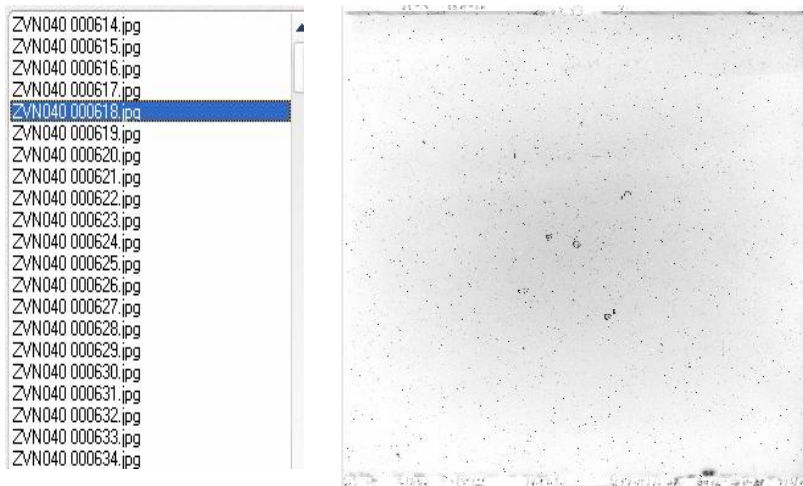 ZVN040 000614.jpg
ZVN040 000615.jpg
ZVN040 000616.jpg
ZVN040 000617.jpg
ZVN040 000618.jpg
ZVN040 000619.jpg
ZVN040 000620.jpg
ZVN040 000621.jpg
ZVN040 000622.jpg
ZVN040 000623.jpg
ZVN040 000624.jpg
ZVN040 000625.jpg
ZVN040 000626.jpg
ZVN040 000627.jpg
ZVN040 000628.jpg
ZVN040 000629.jpg
ZVN040 000630.jpg
ZVN040 000631.jpg
ZVN040 000632.jpg
ZVN040 000633.jpg
ZVN040 000634.jpg